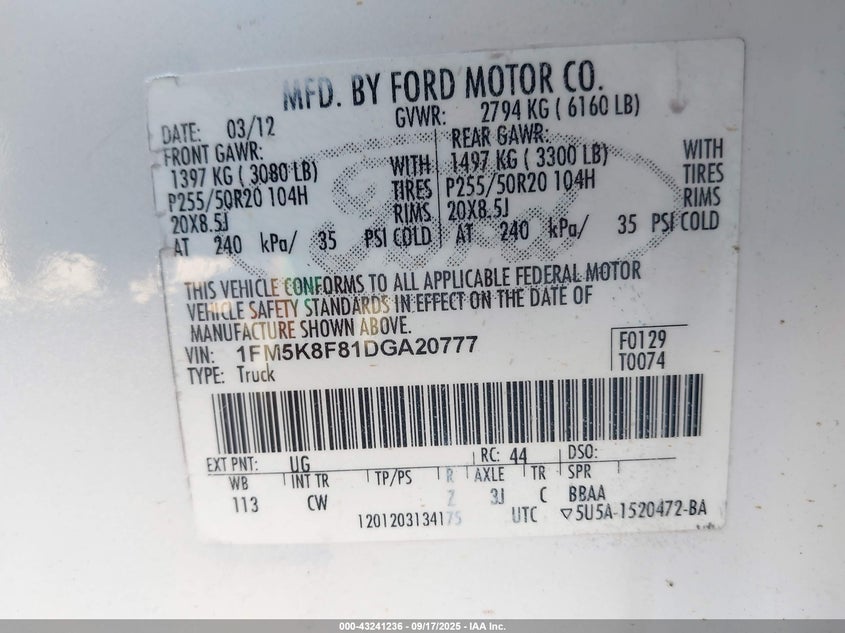 MFD. BY FORD MOTOR CO.
DATE: 03/12
GVWR: 2794 KG ( 6160 LB)
FRONT GAWR:
1397 KG ( 3080 LB)
P255/50R20 104H
20X8.5J
WITH
TIRES
RIMS
AT 240 kPa/ 35 PSI COLD
REAR GAWR:
1497 KG ( 3300 LB)
P255/50R20 104H
20X8.5J
WITH
TIRES
RIMS
AT 240 kPa/ 35 PSI COLD
Ford
THIS VEHICLE CONFORMS TO ALL APPLICABLE FEDERAL MOTOR
VEHICLE SAFETY STANDARDS IN EFFECT ON THE DATE OF
MANUFACTURE SHOWN ABOVE.
VIN: 1FM5K8F81DGA20777
TYPE: Truck
F0129
T0074
EXT PNT: UG RC: 44 DSO:
WB INT TR TP/PS R AXLE TR SPR
113 CW Z 3J C BBAA
1201203134175 UTC ▽5U5A-1520472-BA
000-43241236 - 09/17/2025 - IAA Inc.